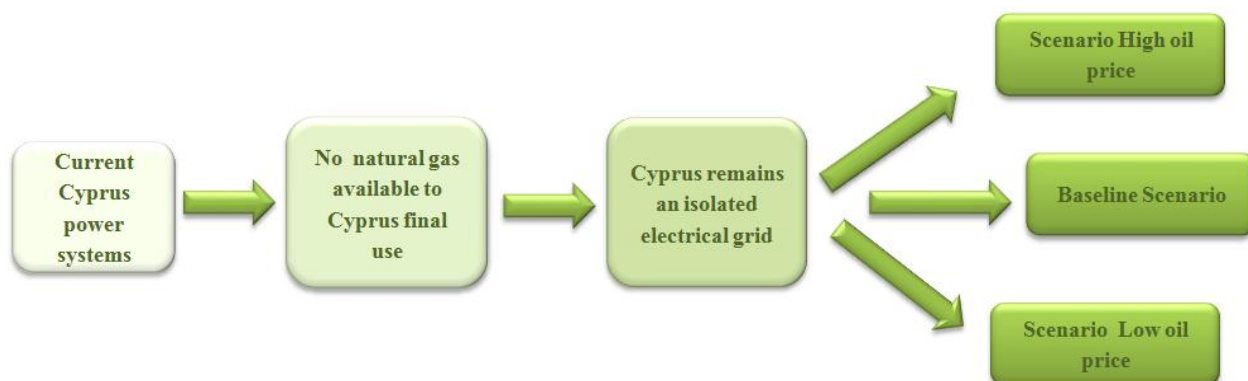 Current
Cyprus
power
systems
No natural gas
available to
Cyprus final
use
Cyprus remains
an isolated
electrical grid
Scenario High oil
price
Baseline Scenario
Scenario Low oil
price